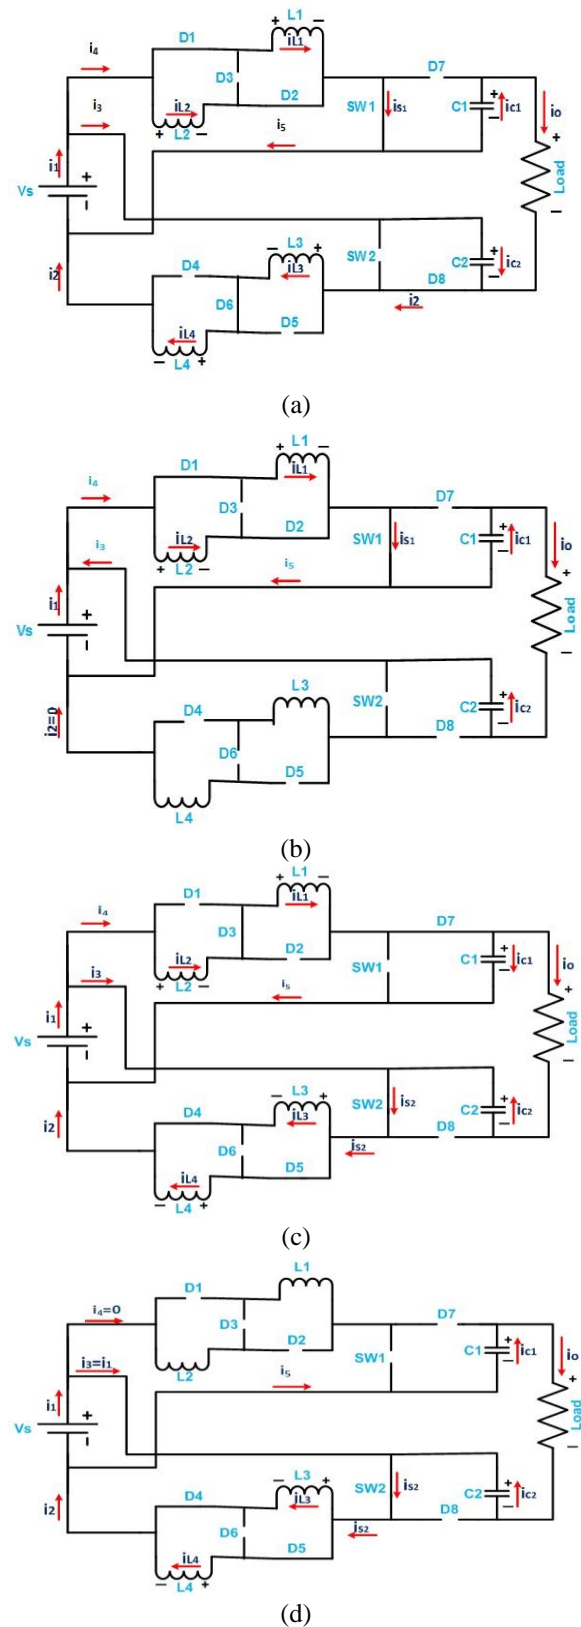 L1
D1 + −
i4 iL1
D3 D7
i3 iL2 D2 SW1 is1 C1 + ic1 io
+ L2 − i5 − +
i1 Load
Vs + −
−
i2 L3
D4 − + SW2 C2 + ic2
iL3 −
D6 D8
iL4 D5 i2
− L4 +
(a)
L1
D1 + −
i4 iL1
D3 D7
i3 iL2 D2 SW1 is1 C1 + ic1 io
+ L2 − i5 − +
i1 Load
Vs + −
−
i2=0 D4 L3 SW2 C2 + ic2
−
D6 D8
D5
L4
(b)
L1
D1 + −
i4 iL1
D3 D7
i3 iL2 D2 SW1 C1 + ic1 io
+ L2 − i5 − +
i1 Load
Vs + −
−
L3
i2 D4 − + SW2 is2 C2 + ic2
iL3 −
D6 D8
iL4 D5 is2
− L4 +
(c)
L1
D1
i4=0
D3 D7
i3=i1 D2 SW1 C1 + ic1 io
L2 i5 − +
i1 Load
Vs + −
−
L3
i2 D4 − + SW2 is2 C2 + ic2
iL3 −
D6 D8
iL4 D5 is2
− L4 +
(d)